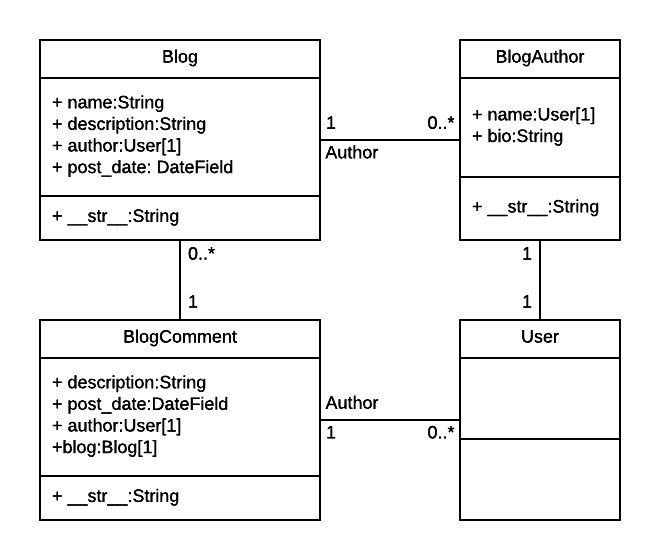 Blog
+ name:String
+ description:String
+ author:User[1]
+ post_date: DateField
+ __str__:String
1
0..*
Author
BlogAuthor
+ name:User[1]
+ bio:String
+ __str__:String
0..*
1
1
1
BlogComment
+ description:String
+ post_date:DateField
+ author:User[1]
+blog:Blog[1]
+ __str__:String
Author
1
0..*
User